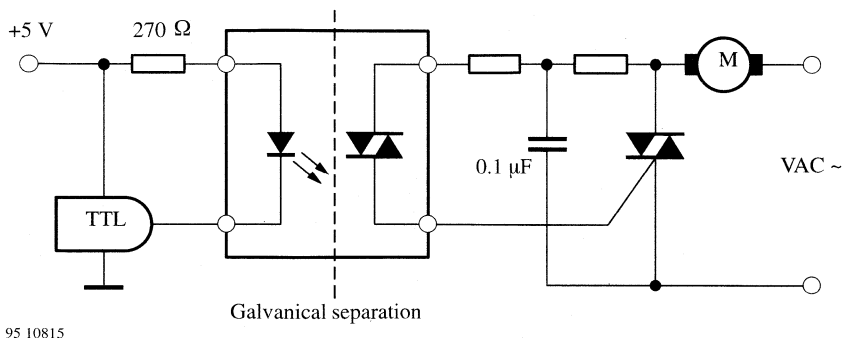 +5 V
270 Ω
M
0.1 μF
VAC ~
TTL
Galvanical separation
95 10815